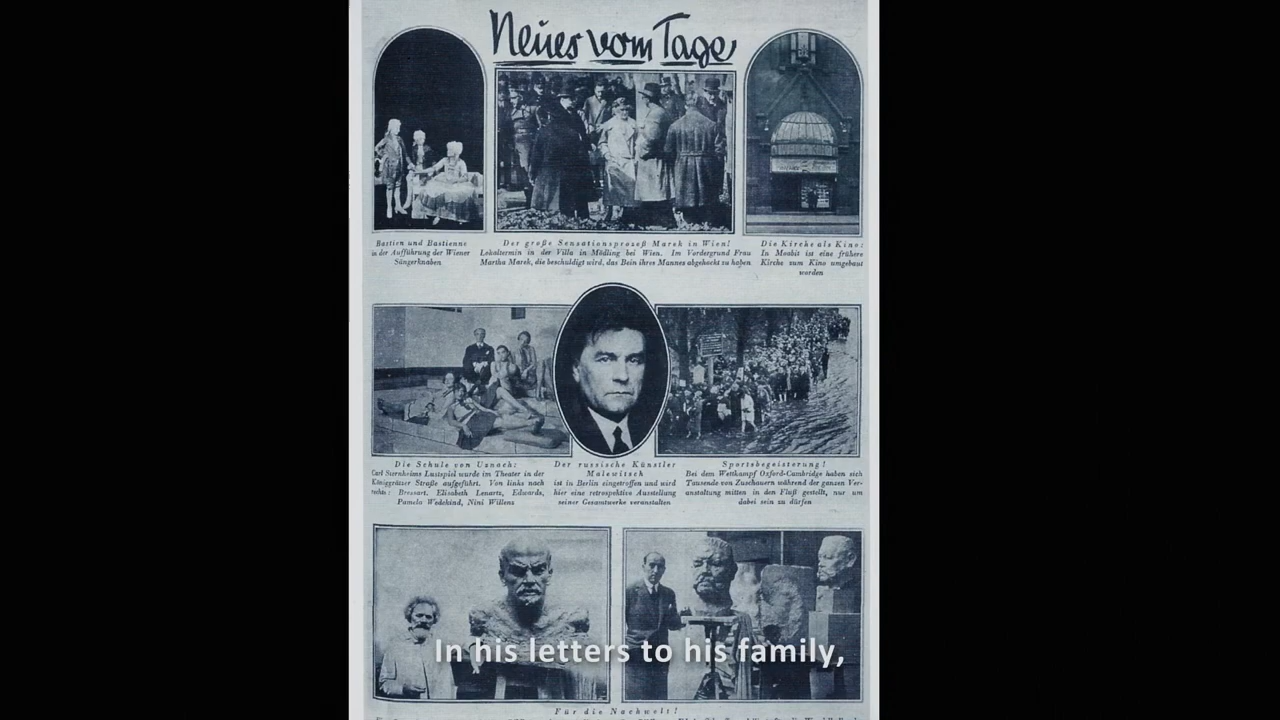 Neues vom Tage
Bastien und Bastienne
in der Aufführung der Wiener
Sängerknaben
Der große Sensationsprozeß Marek in Wien!
Lokaltermin in der Villa in Mödling bei Wien. Im Vordergrund Frau
Martha Marek, die beschuldigt wird, das Bein ihres Mannes abgehackt zu haben
Die Kirche als Kino:
In Moabit ist eine frühere
Kirche zum Kino umgebaut
worden
Die Schule von Uznach:
Carl Sternheims Lustspiel wurde im Theater in der
Königgrätzer Straße aufgeführt. Von links nach
rechts: Bressart, Elisabeth Lenartz, Edwards,
Pamela Wedekind, Nini Willenz
Der russische Künstler
Malewitsch
ist in Berlin eingetroffen und wird
hier eine retrospektive Ausstellung
seiner Gesamtwerke veranstalten
Sportsbegeisterung!
Bei dem Wettkampf Oxford-Cambridge haben sich
Tausende von Zuschauern während der ganzen Ver-
anstaltung mitten in den Fluß gestellt, nur um
dabei sein zu dürfen
In his letters to his family,
Für die Nachwelt!